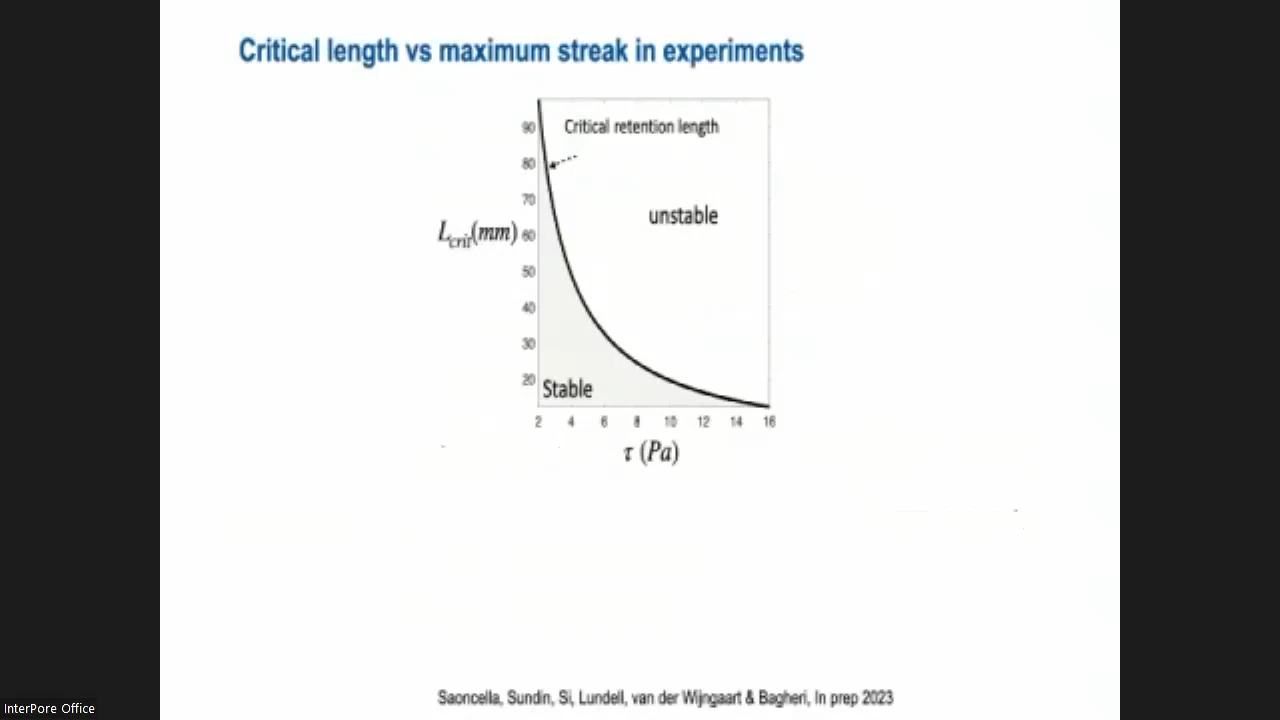 Critical length vs maximum streak in experiments
90
Critical retention length
80
70
unstable
L_crit (mm)
60
50
40
30
20
Stable
2 4 6 8 10 12 14 16
τ (Pa)
Saoncella, Sundin, Si, Lundell, van der Wijngaart & Bagheri, In prep 2023
InterPore Office